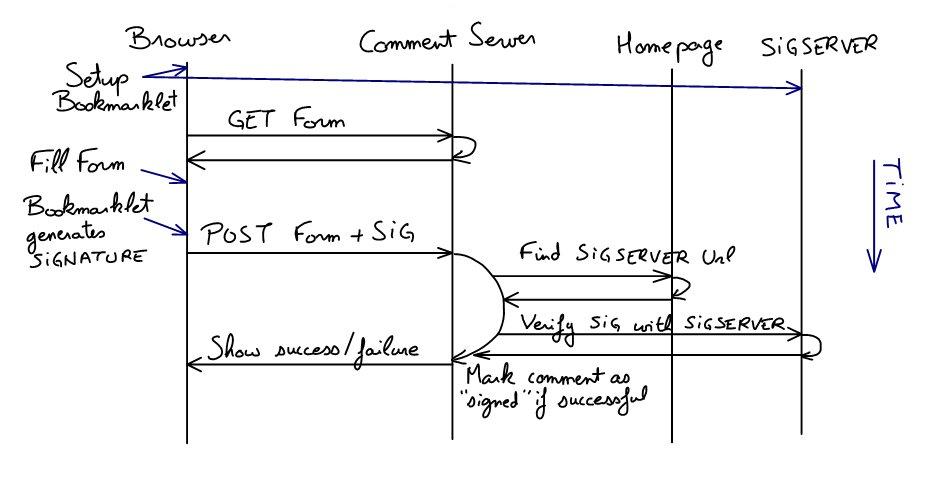 Browser
Comment Server
Homepage
SiGSERVER
Setup
Bookmarklet
GET Form
Fill Form
Bookmarklet
generates
SiGNATURE
POST Form + SiG
Find SiGSERVER Url
Verify SiG with SiGSERVER
Show success/failure
Mark comment as
"signed" if successful
TiME